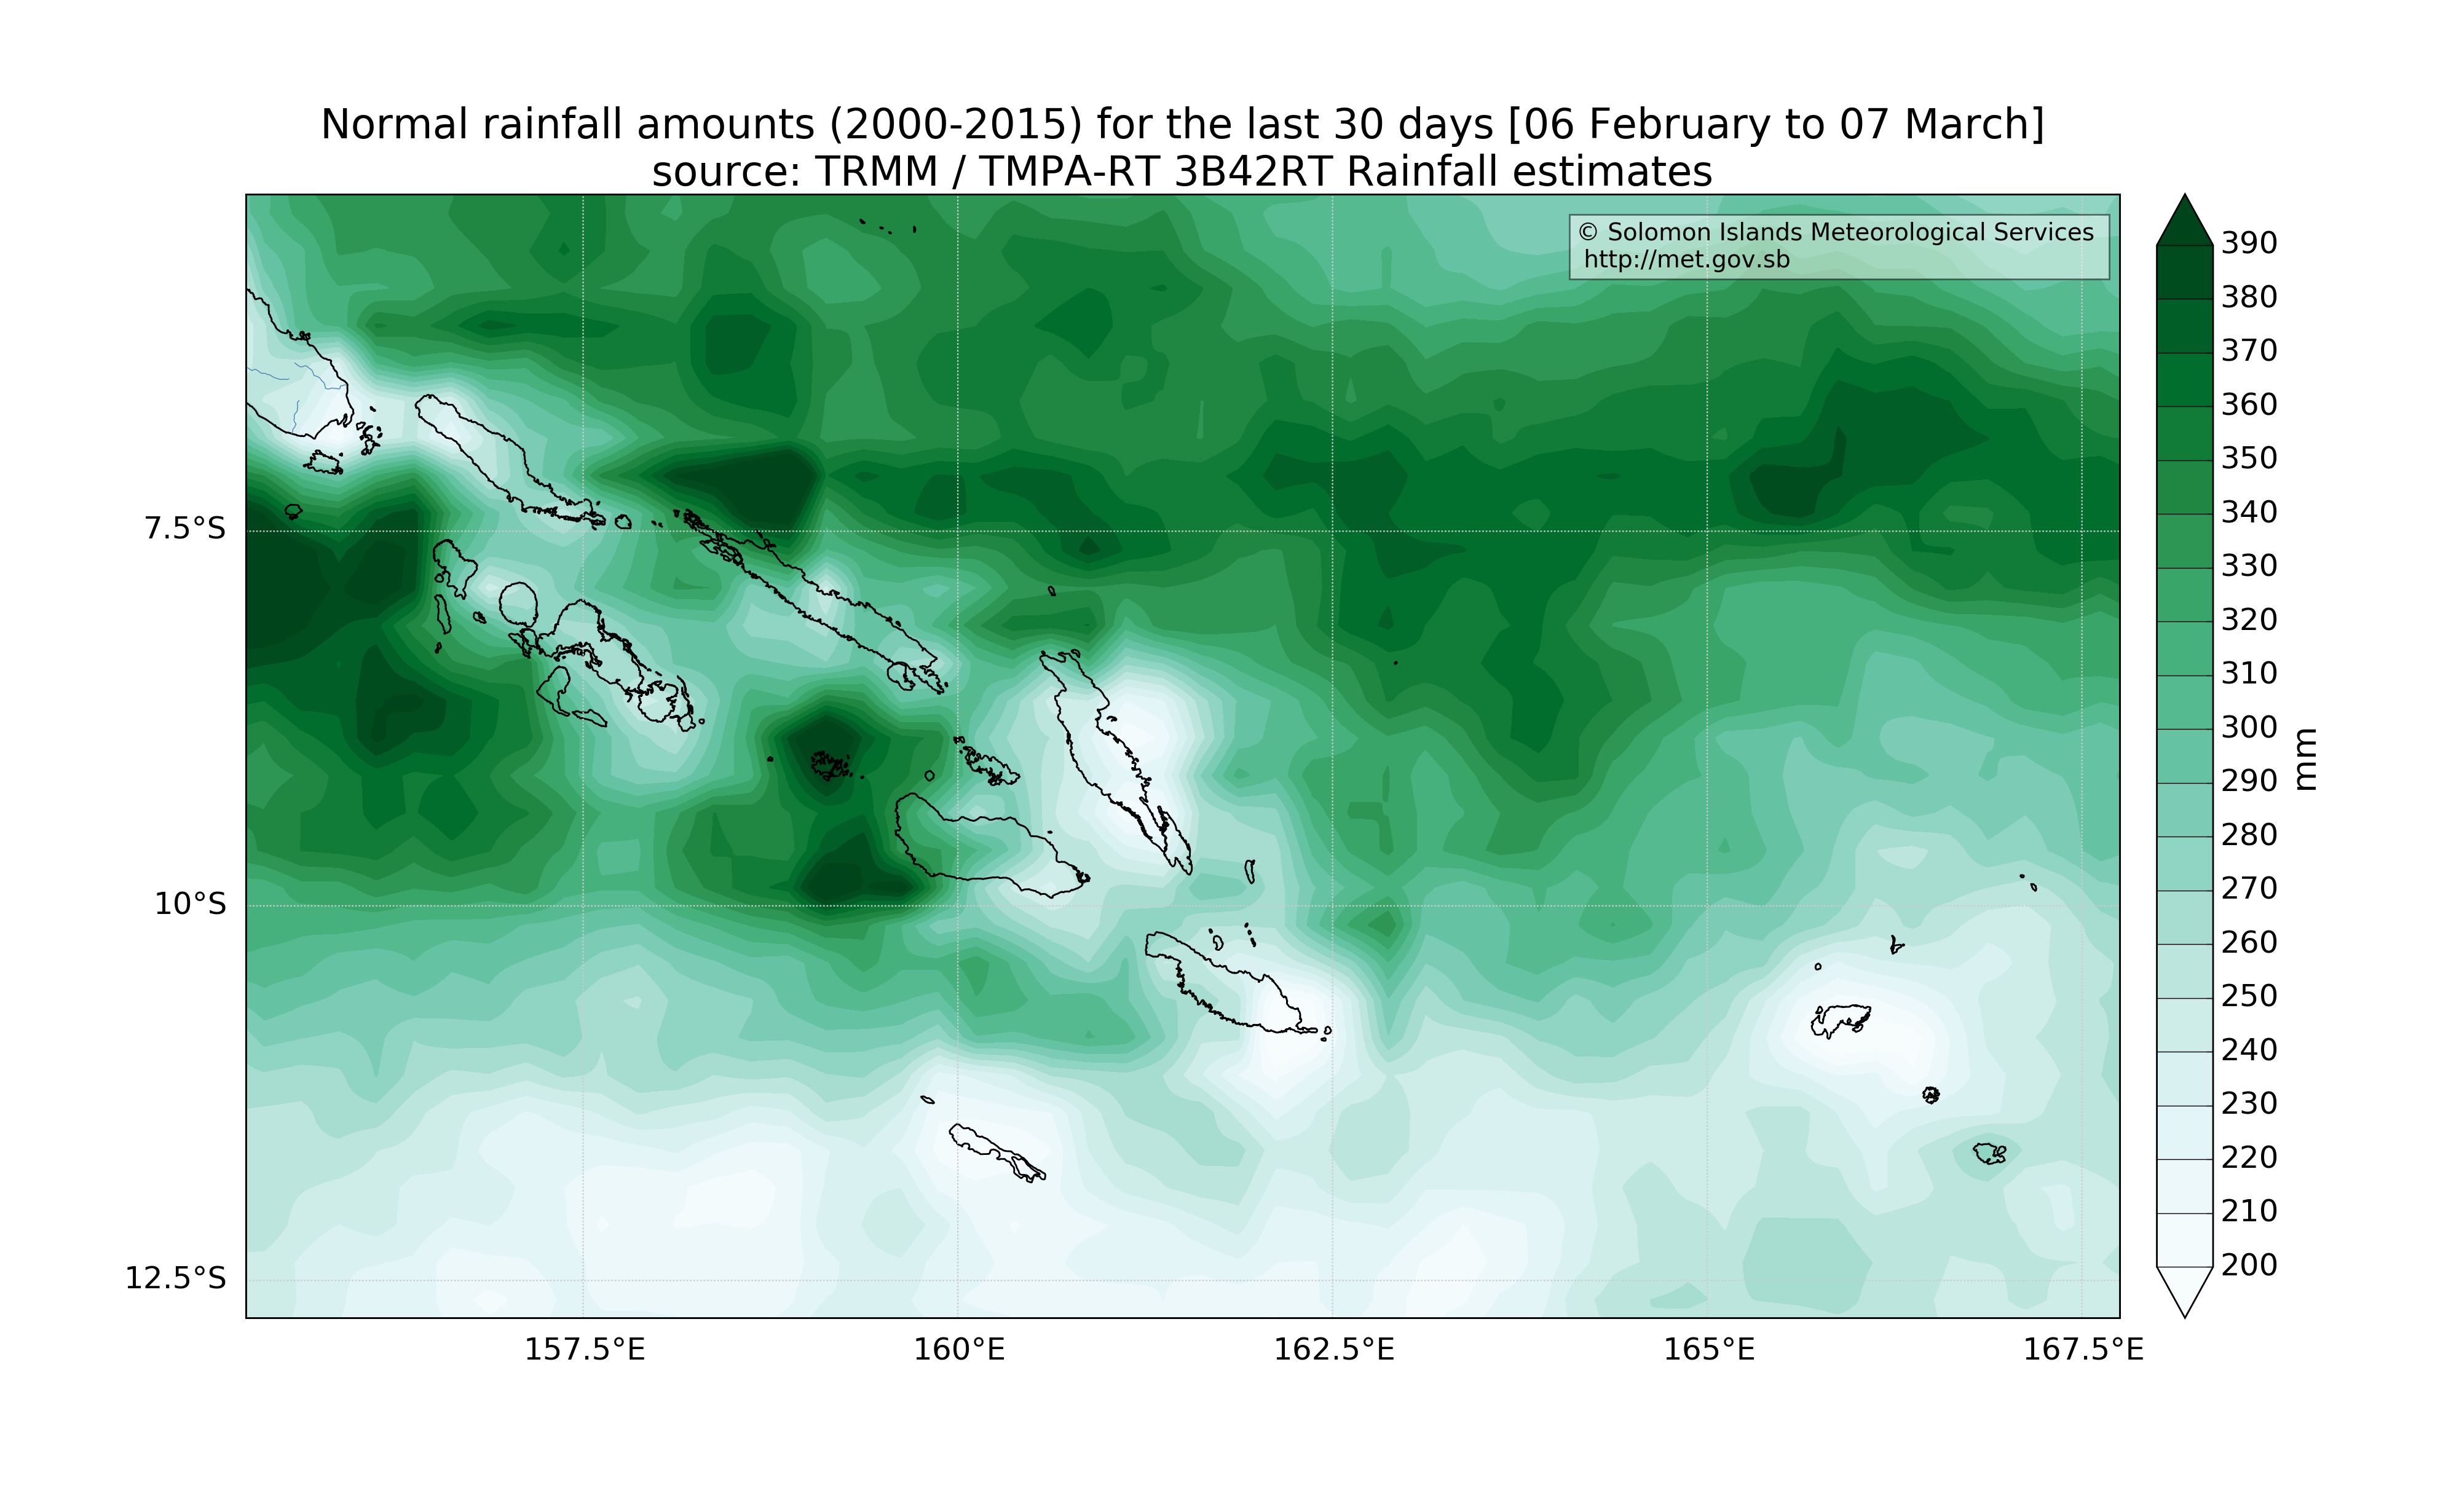 Normal rainfall amounts (2000-2015) for the last 30 days [06 February to 07 March]
source: TRMM / TMPA-RT 3B42RT Rainfall estimates
© Solomon Islands Meteorological Services
http://met.gov.sb
7.5°S
10°S
12.5°S
157.5°E
160°E
162.5°E
165°E
167.5°E
390
380
370
360
350
340
330
320
310
300
290
280
270
260
250
240
230
220
210
200
mm